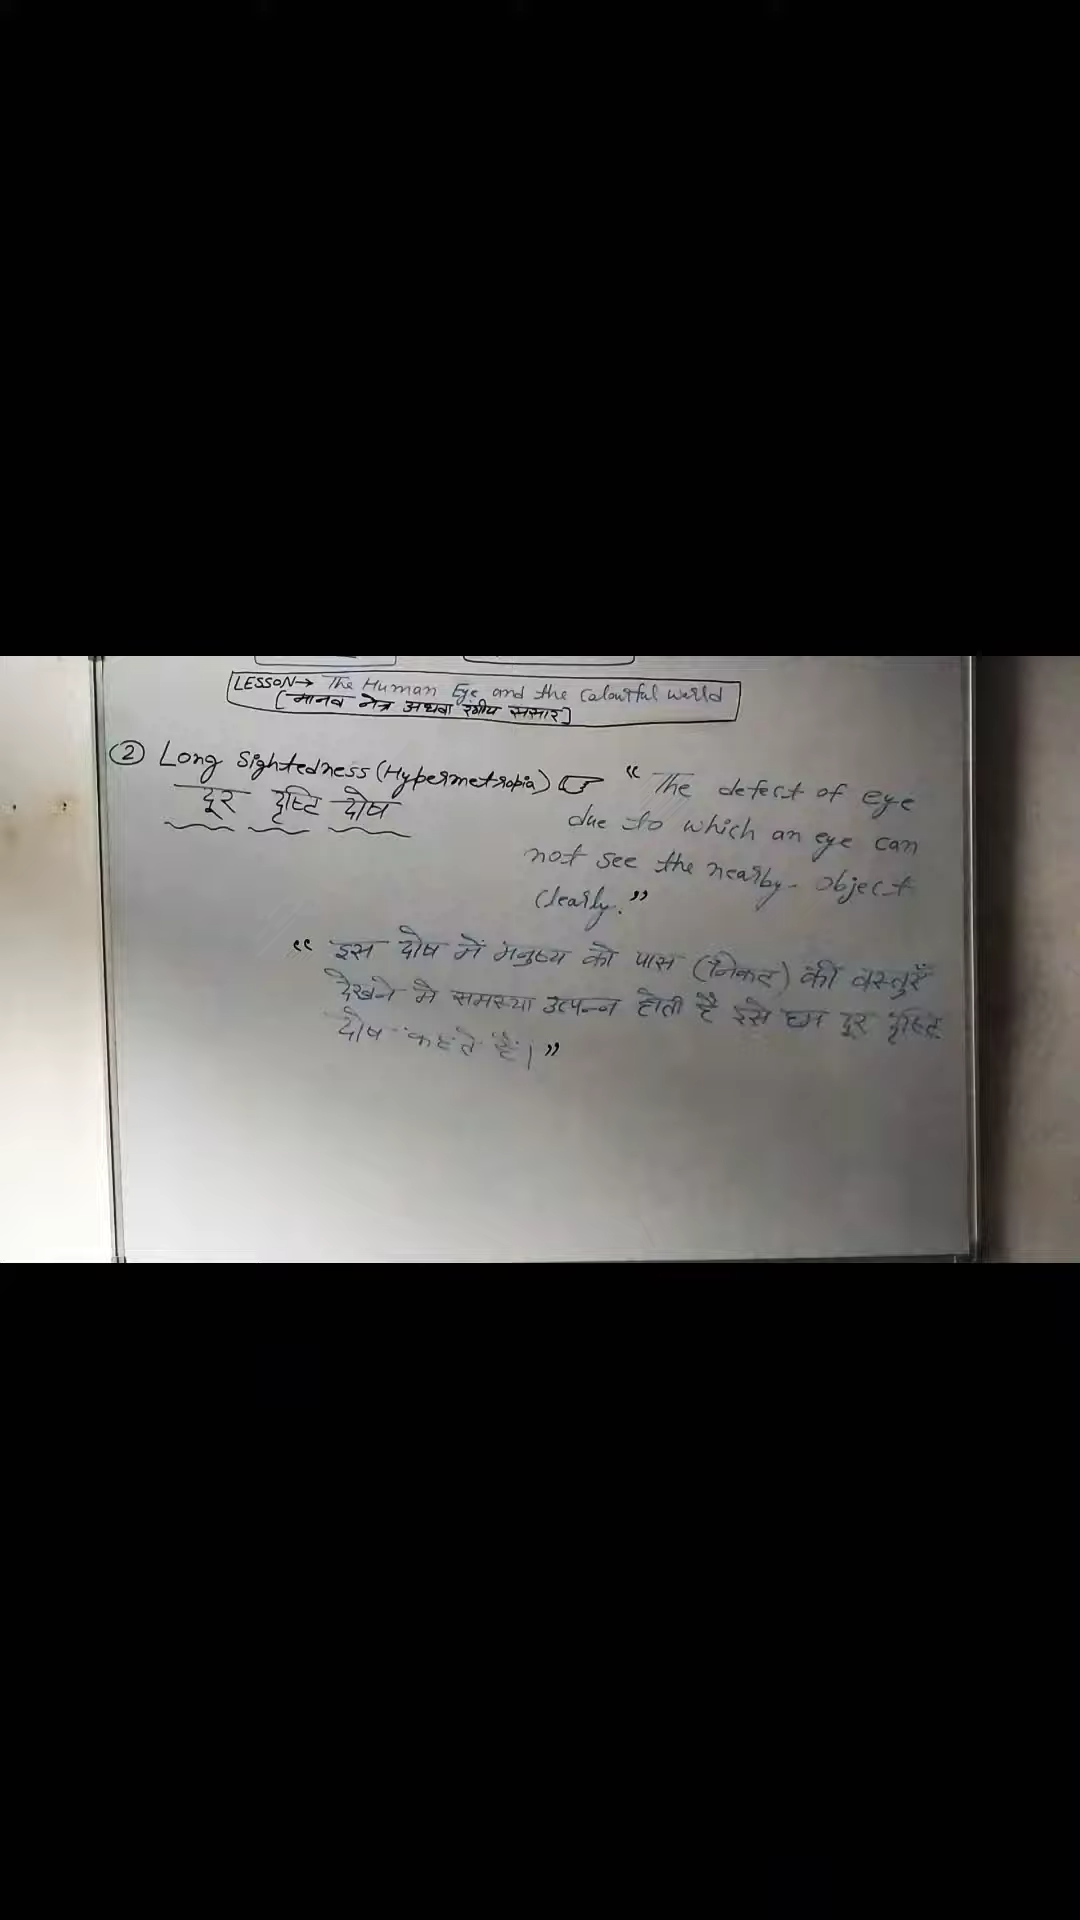 LESSON→ The Human Eye and the Colourful World
[मानव नेत्र अथवा रंगीय संसार]
② Long Sightedness (Hypermetropia) ☞ “The defect of eye
दूर दृष्टि दोष
due to which an eye can
not see the nearby object
clearly.”
“ इस दोष में मनुष्य को पास (निकट) की वस्तुएँ
देखने मे समस्या उत्पन्न होती है इसे हम दूर दृष्टि
दोष कहते हैं।”